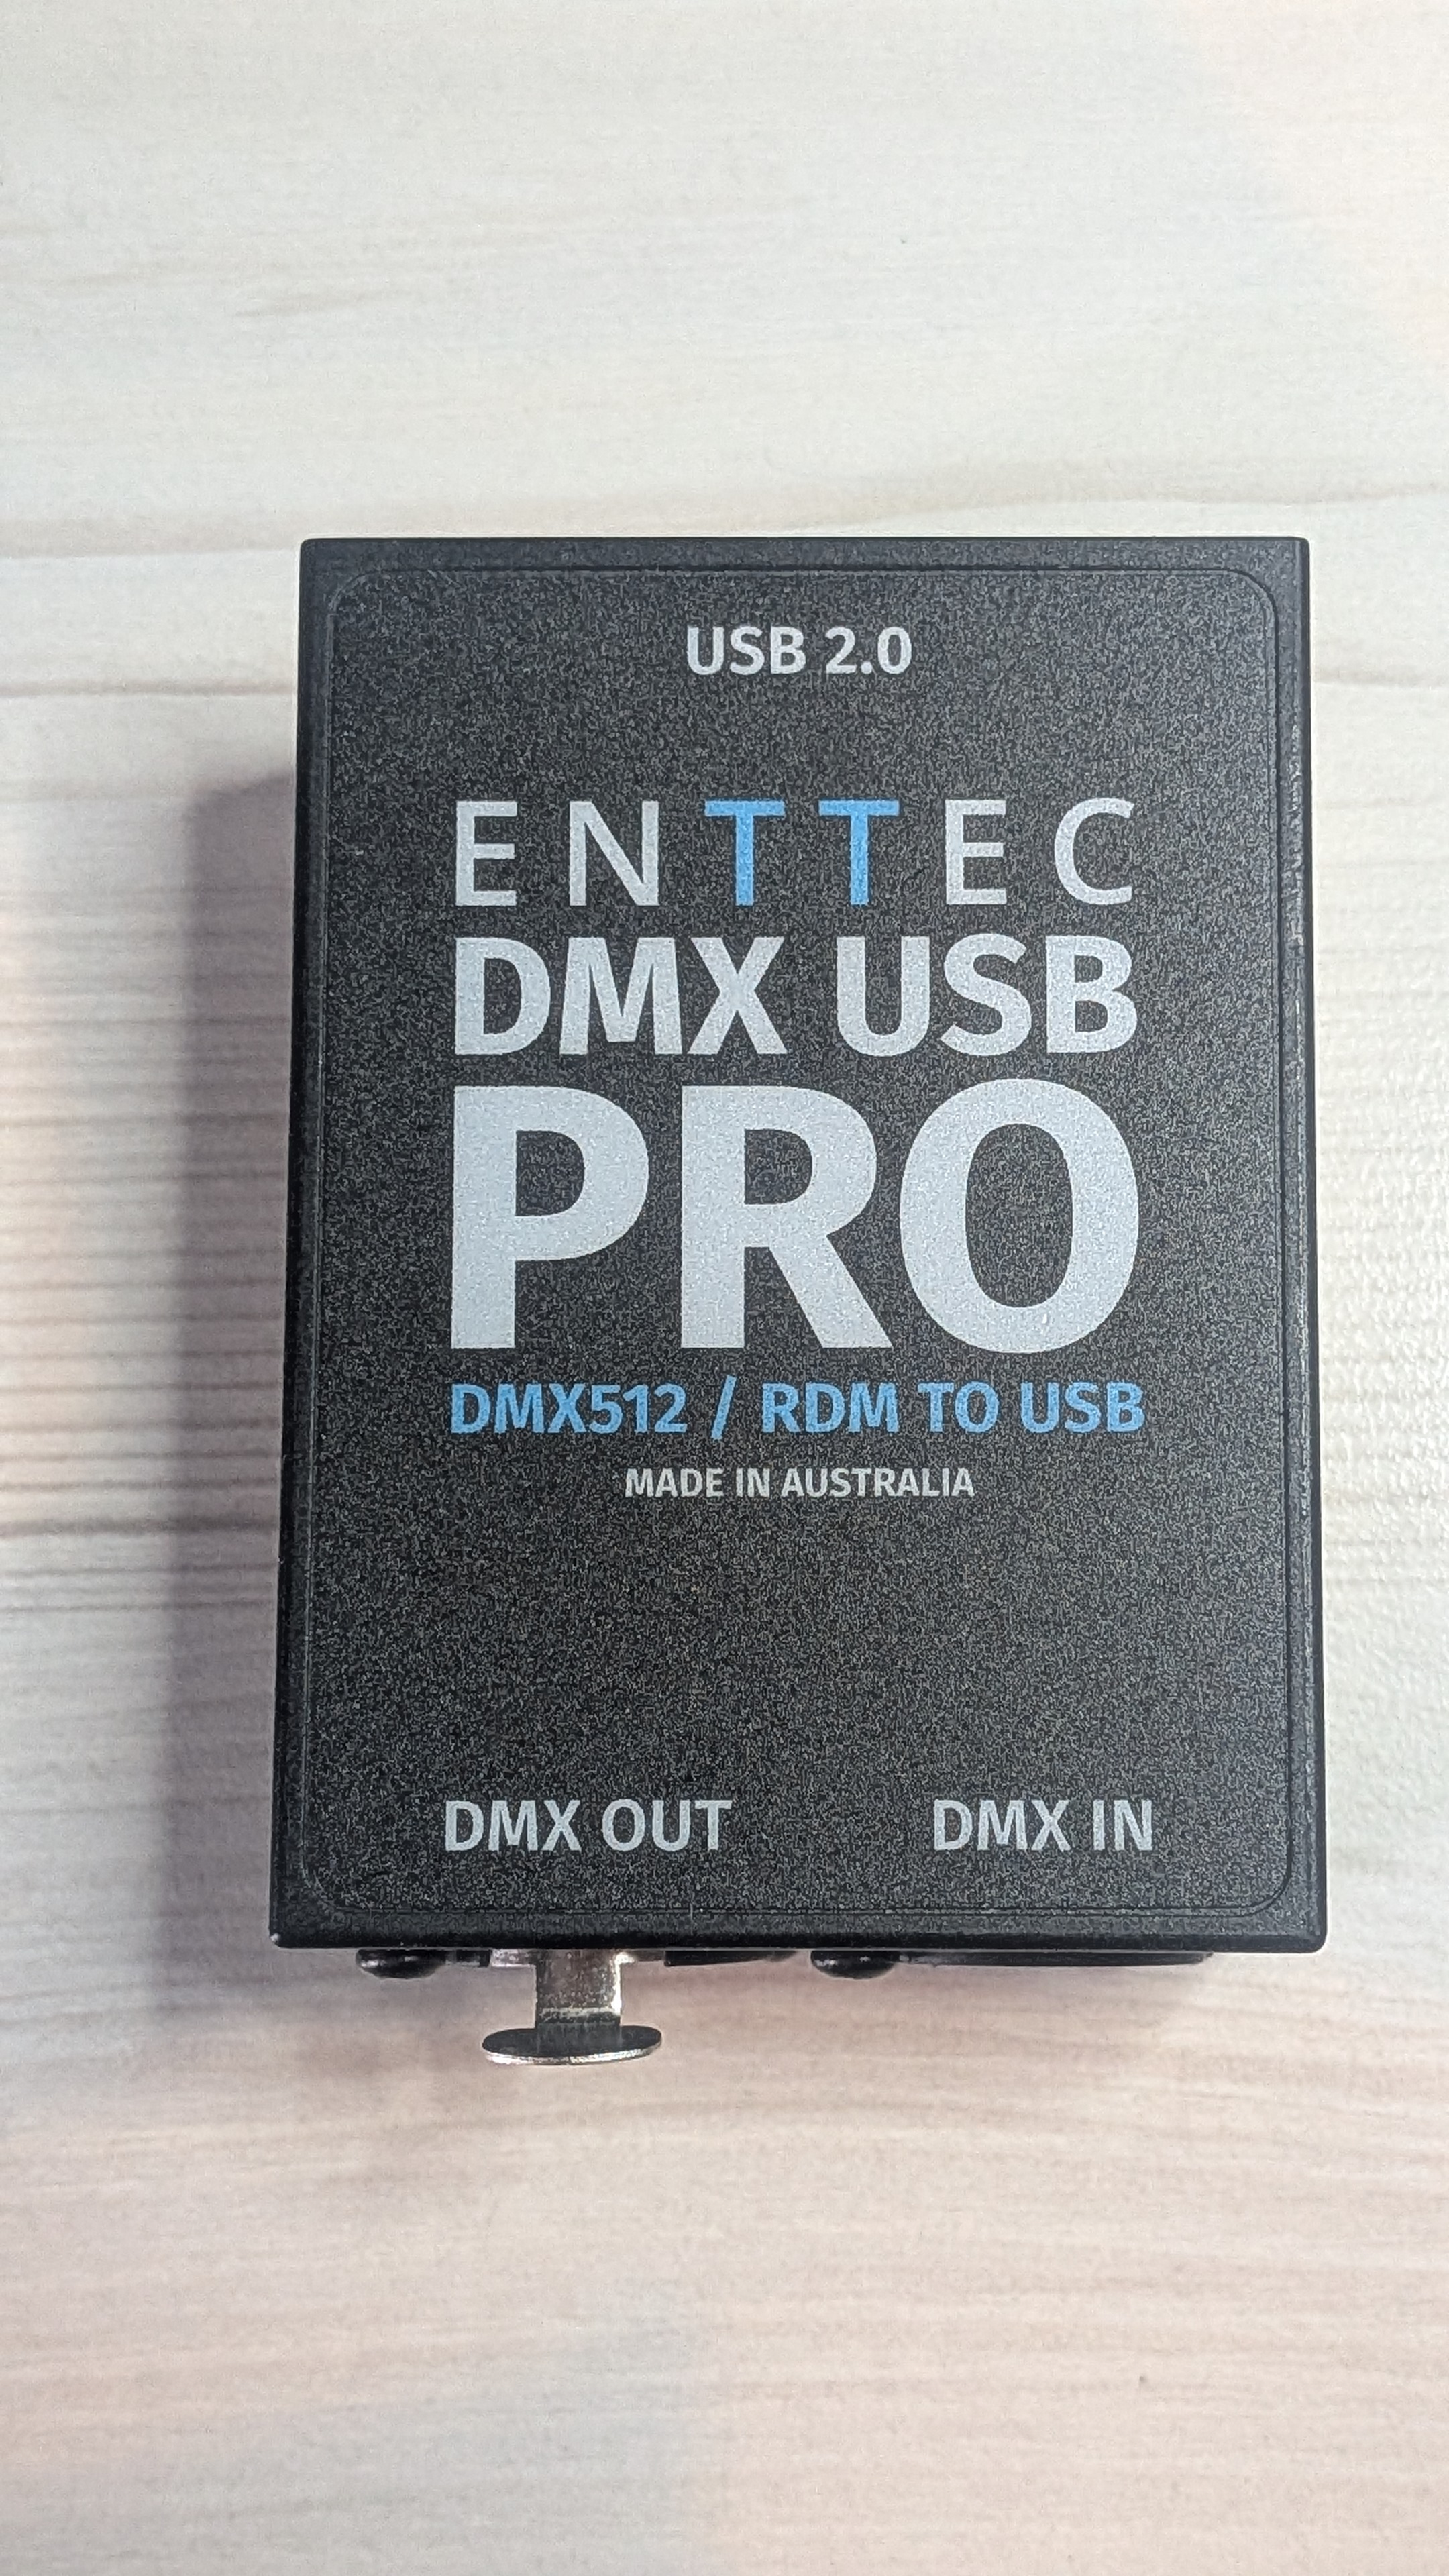 USB 2.0
ENTTEC
DMX USB
PRO
DMX512 / RDM TO USB
MADE IN AUSTRALIA
DMX OUT DMX IN